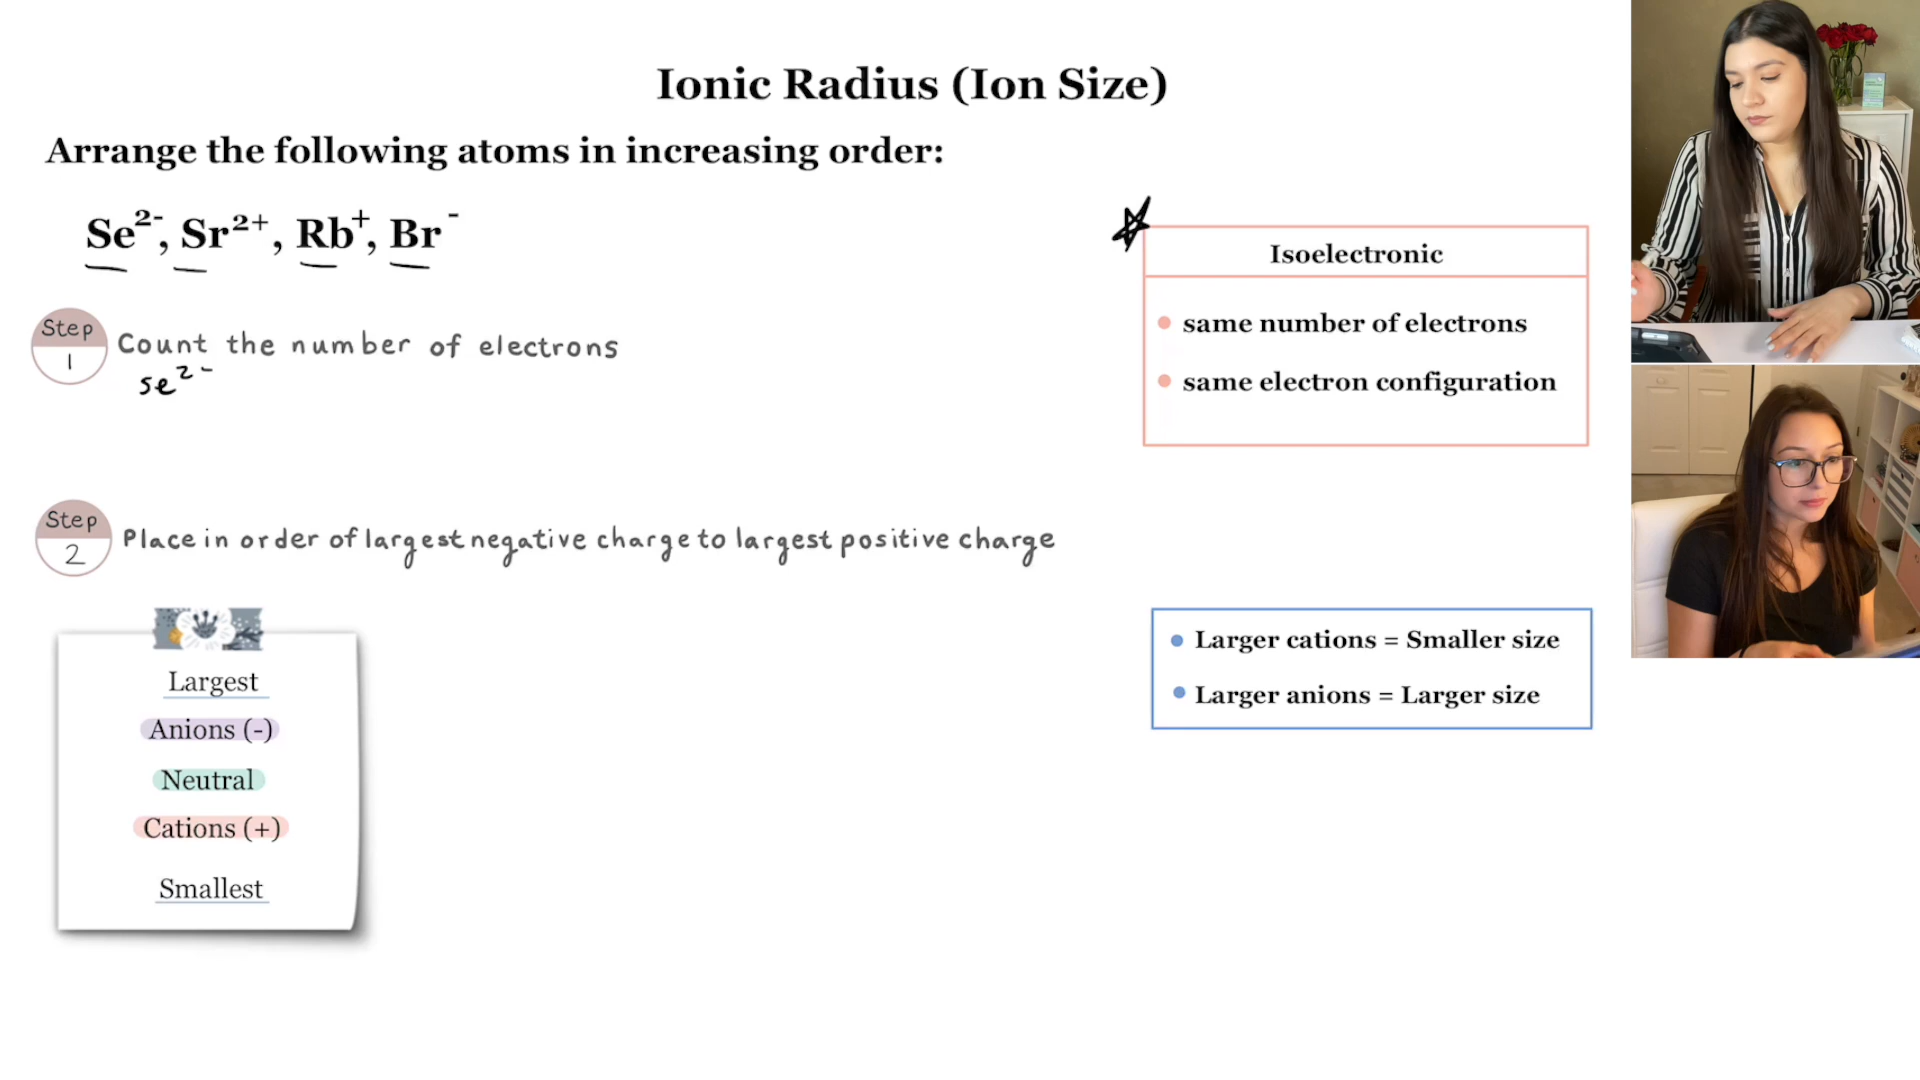 Ionic Radius (Ion Size)
Arrange the following atoms in increasing order:
Se²⁻, Sr²⁺, Rb⁺, Br⁻
Step 1 Count the number of electrons
Se²⁻
Isoelectronic
same number of electrons
same electron configuration
Step 2 Place in order of largest negative charge to largest positive charge
Largest
Anions (-)
Neutral
Cations (+)
Smallest
Larger cations = Smaller size
Larger anions = Larger size